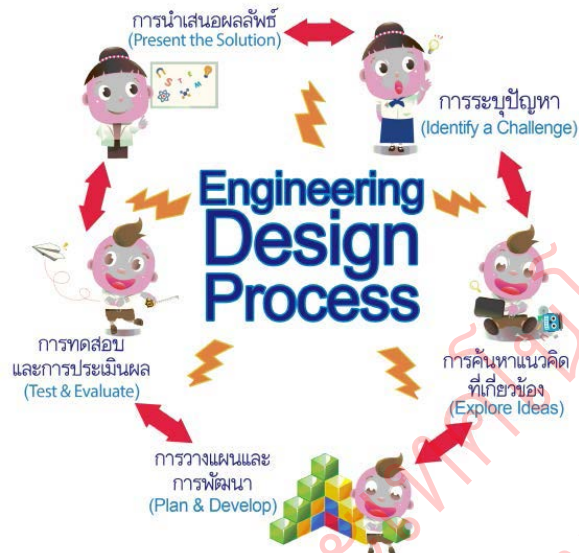 การนำเสนอผลลัพธ์
(Present the Solution)
การระบุปัญหา
(Identify a Challenge)
Engineering
Design
Process
การค้นหาแนวคิด
ที่เกี่ยวข้อง
(Explore Ideas)
การวางแผนและ
การพัฒนา
(Plan & Develop)
การทดสอบ
และการประเมินผล
(Test & Evaluate)